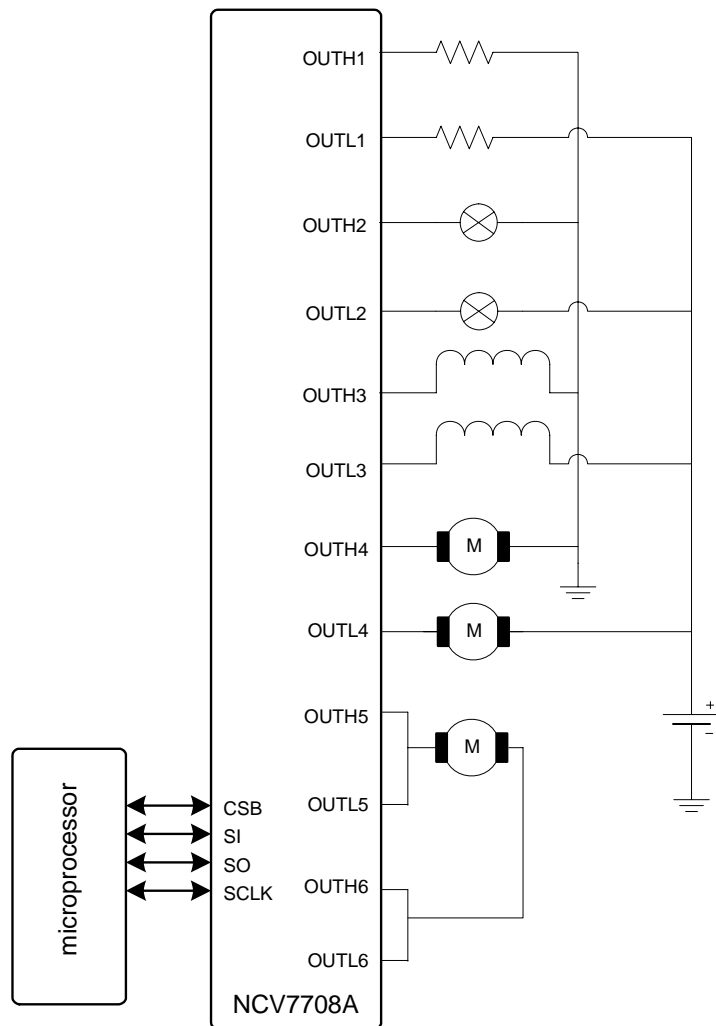 OUTH1
OUTL1
OUTH2
OUTL2
OUTH3
OUTL3
OUTH4
M
OUTL4
M
OUTH5
M
+
−
OUTL5
OUTH6
OUTL6
microprocessor
CSB
SI
SO
SCLK
NCV7708A